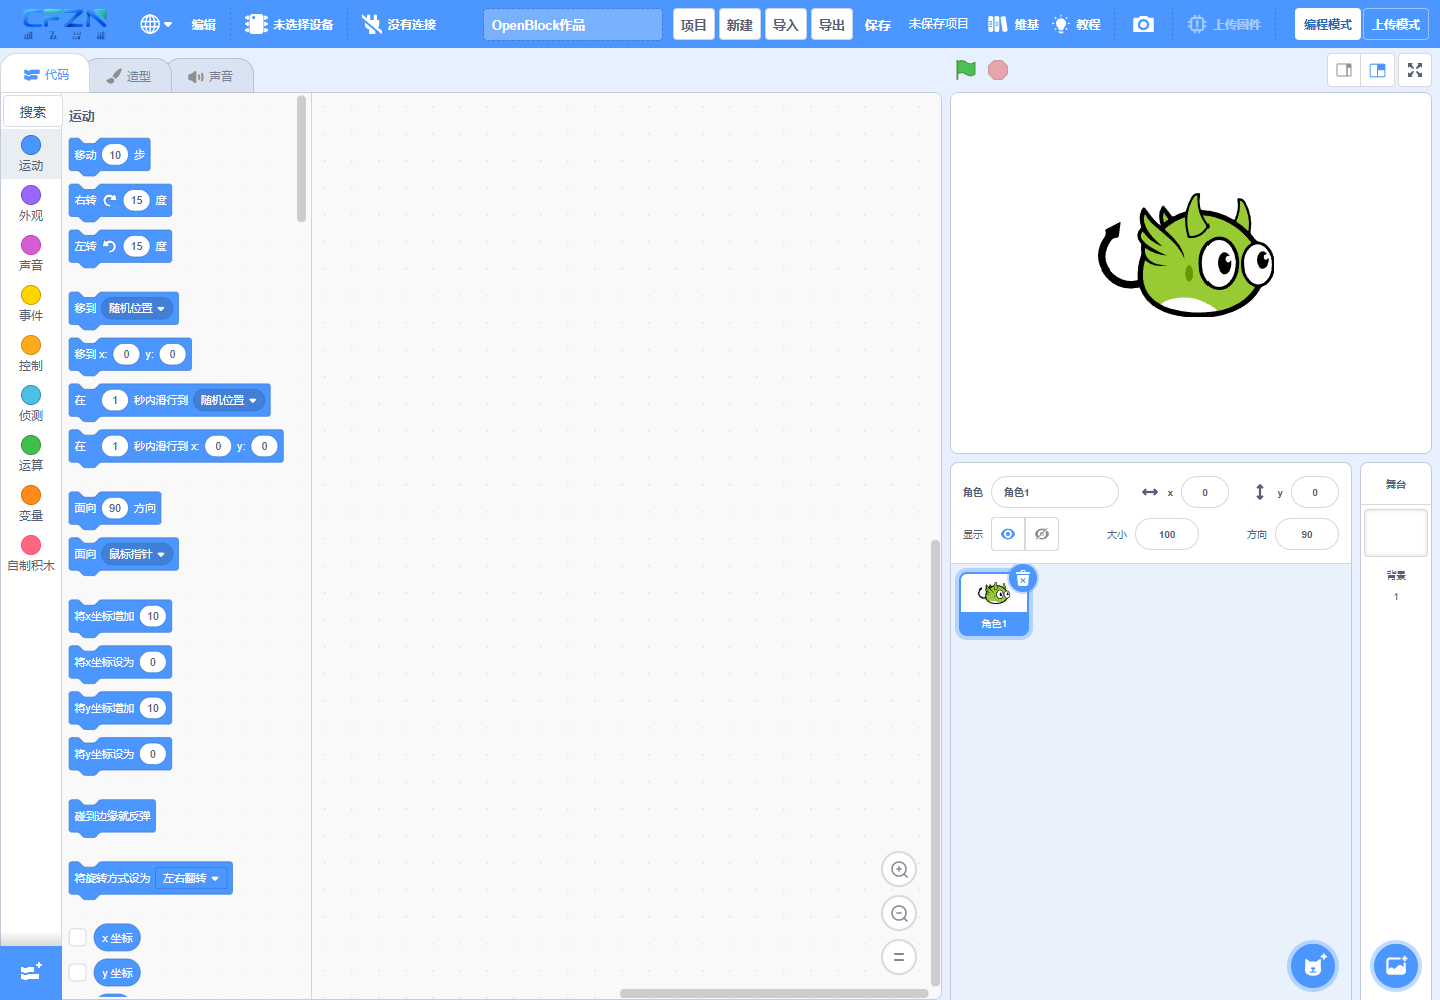 CFZN
编辑
未选择设备
没有连接
OpenBlock作品
项目
新建
导入
导出
保存
未保存项目
维基
教程
上传固件
编程模式
上传模式
代码
造型
声音
搜索
运动
外观
声音
事件
控制
侦测
运算
变量
自制积木
运动
移动 10 步
右转 15 度
左转 15 度
移到 随机位置
移到 x: 0 y: 0
在 1 秒内滑行到 随机位置
在 1 秒内滑行到 x: 0 y: 0
面向 90 方向
面向 鼠标指针
将x坐标增加 10
将x坐标设为 0
将y坐标增加 10
将y坐标设为 0
碰到边缘就反弹
将旋转方式设为 左右翻转
x 坐标
y 坐标
角色 角色1 x 0 y 0
显示 大小 100 方向 90
角色1
舞台
背景
1